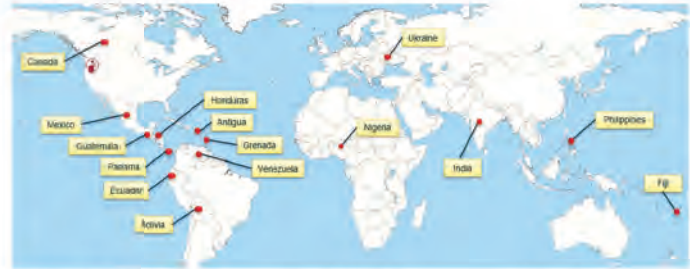 Ukraine
Canada
Honduras
Mexico
Antigua
Philippines
Nigeria
Guatemala
Grenada
Panama
Venezuela
India
Ecuador
Fiji
Bolivia